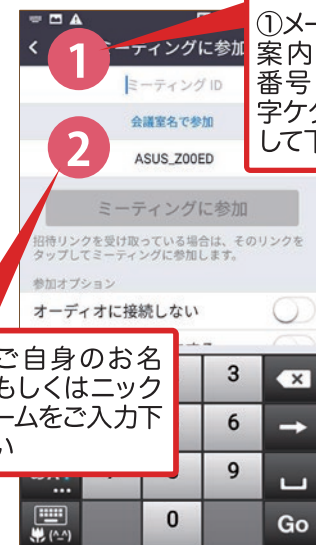 ミーティングに参加
1
①メー
案内
番号
字ケタ
して下
ミーティング ID
会議室名で参加
2
ASUS_Z00ED
ミーティングに参加
招待リンクを受け取っている場合は、そのリンクを
タップしてミーティングに参加します。
参加オプション
オーディオに接続しない
ご自身のお名
もしくはニック
ームをご入力下
い
3
6
9
0
Go